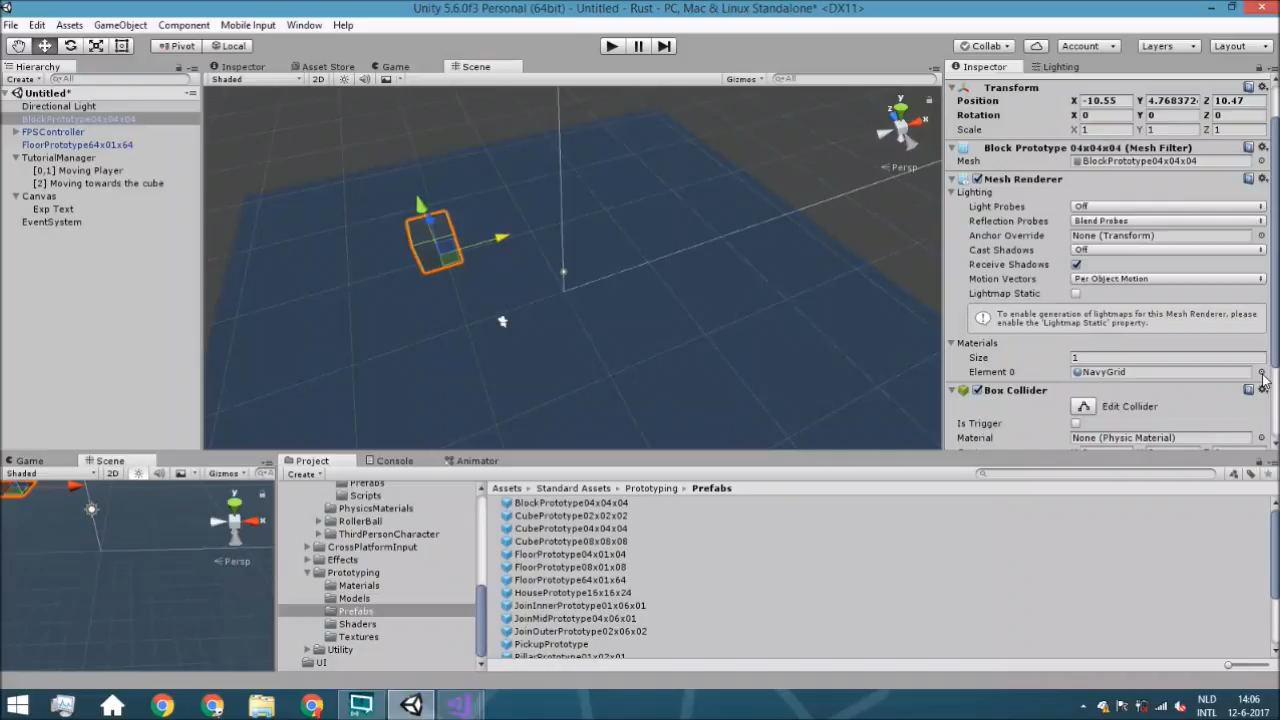 Unity 5.6.0f3 Personal (64bit) - Untitled - Rust - PC, Mac & Linux Standalone* <DX11>
File Edit Assets GameObject Component Mobile Input Window Help
Pivot Local Collab Account Layers Layout
Hierarchy Inspector Asset Store Game Scene Inspector Lighting
Create All Shaded 2D Gizmos All
Untitled*
Directional Light
BlockPrototype04x04x04
FPSController
FloorPrototype64x01x64
TutorialManager
[0,1] Moving Player
[2] Moving towards the cube
Canvas
Exp Text
EventSystem
y
x
Persp
Transform
Position X -10.55 Y 4.768372 Z 10.47
Rotation X 0 Y 0 Z 0
Scale X 1 Y 1 Z 1
Block Prototype 04x04x04 (Mesh Filter)
Mesh BlockPrototype04x04x04
Mesh Renderer
Lighting
Light Probes Off
Reflection Probes Blend Probes
Anchor Override None (Transform)
Cast Shadows Off
Receive Shadows
Motion Vectors Per Object Motion
Lightmap Static
To enable generation of lightmaps for this Mesh Renderer, please
enable the 'Lightmap Static' property.
Materials
Size 1
Element 0 NavyGrid
Box Collider
Edit Collider
Is Trigger
Material None (Physic Material)
Game Scene Project Console Animator
Shaded 2D Gizmos Create
y
x
Persp
Prefabs
Scripts
PhysicsMaterials
RollerBall
ThirdPersonCharacter
CrossPlatformInput
Effects
Prototyping
Materials
Models
Prefabs
Shaders
Textures
Utility
UI
Assets Standard Assets Prototyping Prefabs
BlockPrototype04x04x04
CubePrototype02x02x02
CubePrototype04x04x04
CubePrototype08x08x08
FloorPrototype04x01x04
FloorPrototype08x01x08
FloorPrototype64x01x64
HousePrototype16x16x24
JoinInnerPrototype01x06x01
JoinMidPrototype04x06x01
JoinOuterPrototype02x06x02
PickupPrototype
PillarPrototype01x02x01
NLD 14:06
INTL 12-6-2017